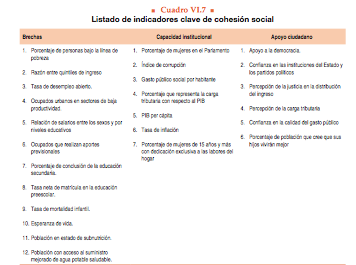 Cuadro VI.7
Listado de indicadores clave de cohesión social
Brechas
1. Porcentaje de personas bajo la línea de
pobreza
2. Razón entre quintiles de ingreso
3. Tasa de desempleo abierto.
4. Ocupados urbanos en sectores de baja
productividad.
5. Relación de salarios entre los sexos y por
niveles educativos
6. Ocupados que realizan aportes
previsionales.
7. Porcentaje de conclusión de la educación
secundaria.
8. Tasa neta de matrícula en la educación
preescolar.
9. Tasa de mortalidad infantil.
10. Esperanza de vida.
11. Población en estado de subnutrición.
12. Población con acceso al suministro
mejorado de agua potable saludable.
Capacidad institucional
1. Porcentaje de mujeres en el Parlamento
2. Índice de corrupción
3. Gasto público social por habitante
4. Porcentaje que representa la carga
tributaria con respecto al PIB
5. PIB per cápita
6. Tasa de inflación
7. Porcentaje de mujeres de 15 años y más
con dedicación exclusiva a las labores del
hogar
Apoyo ciudadano
1. Apoyo a la democracia.
2. Confianza en las instituciones del Estado y
los partidos políticos
3. Percepción de la justicia en la distribución
del ingreso
4. Percepción de la carga tributaria
5. Confianza en la calidad del gasto público
6. Porcentaje de población que cree que sus
hijos vivirán mejor